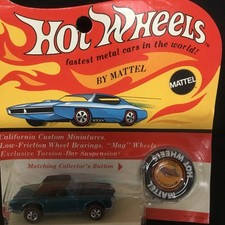 HOT WHEELS
fastest metal cars in the world!
BY MATTEL
MATTEL
California Custom Miniatures
Low-Friction Wheel Bearings, "Mag" Wheels
Exclusive Torsion-Bar Suspension
Matching Collector's Button
HOT WHEELS
MATTEL